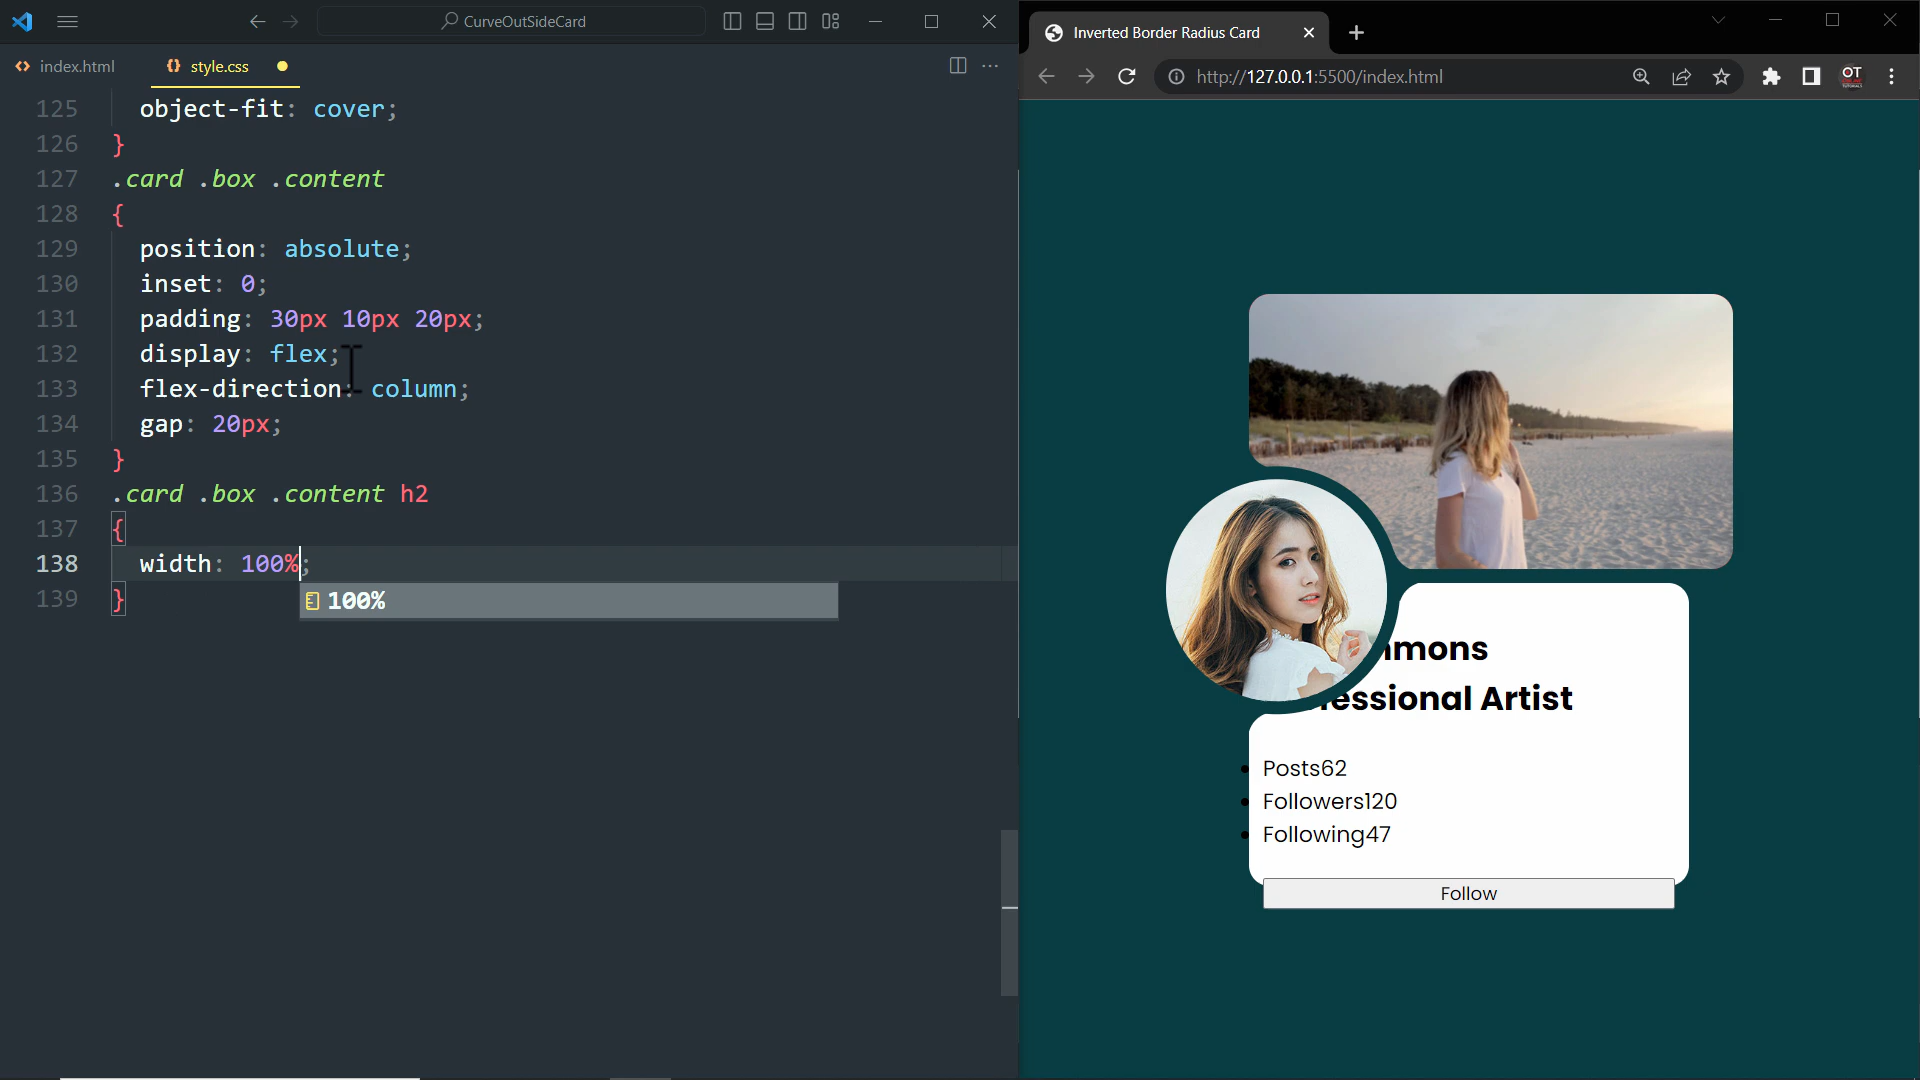 CurveOutSideCard
index.html
style.css
125 object-fit: cover;
126 }
127 .card .box .content
128 {
129 position: absolute;
130 inset: 0;
131 padding: 30px 10px 20px;
132 display: flex;
133 flex-direction: column;
134 gap: 20px;
135 }
136 .card .box .content h2
137 {
138 width: 100%;
139 }
100%
Inverted Border Radius Card
http://127.0.0.1:5500/index.html
OT
mmons
fessional Artist
Posts62
Followers120
Following47
Follow